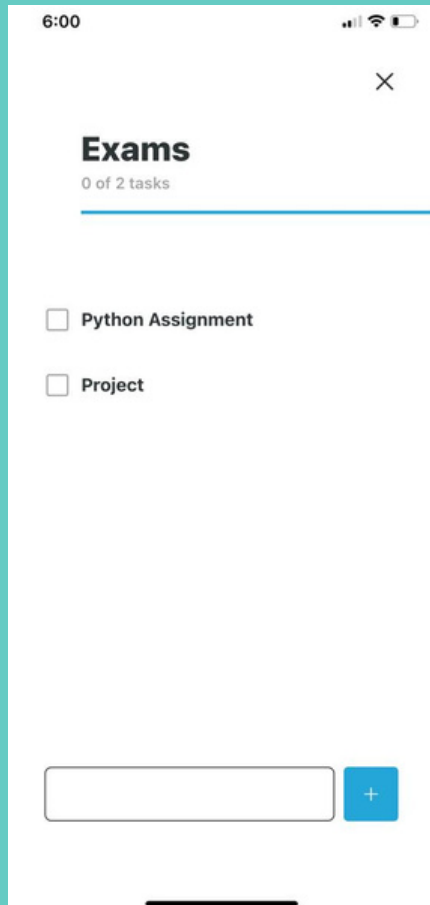 6:00
Exams
0 of 2 tasks
Python Assignment
Project
+